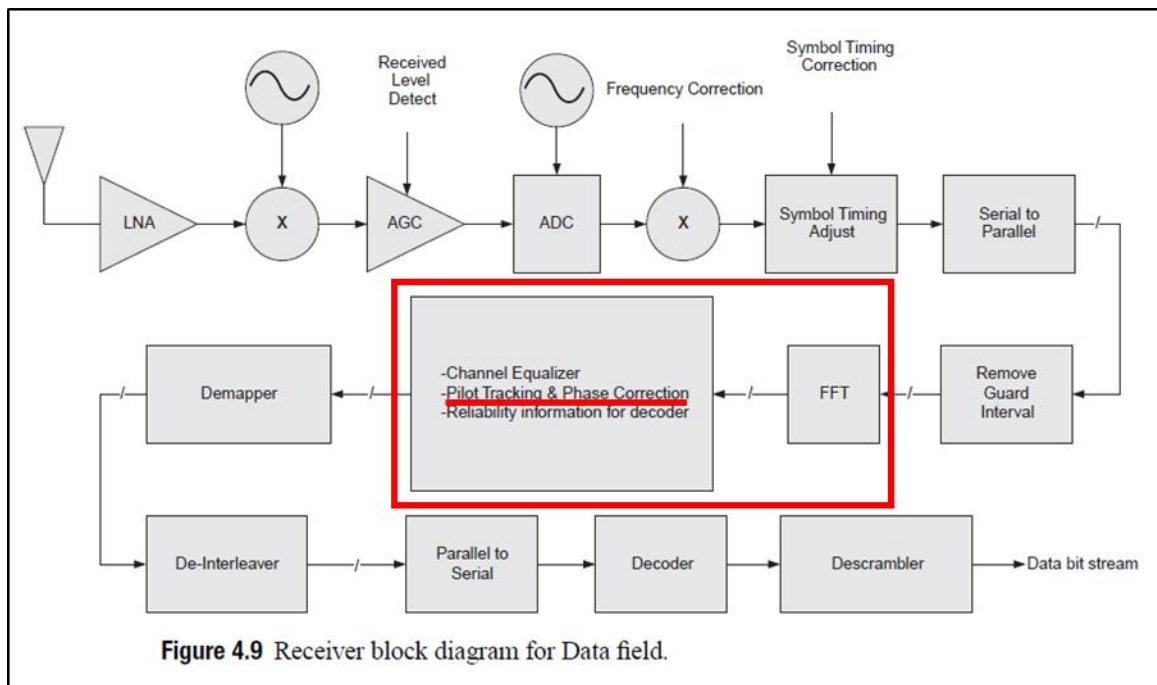 Received
Level
Detect
Frequency Correction
Symbol Timing
Correction
LNA
X
AGC
ADC
X
Symbol Timing
Adjust
Serial to
Parallel
Demapper
-Channel Equalizer
-Pilot Tracking & Phase Correction
-Reliability information for decoder
FFT
Remove
Guard
Interval
De-Interleaver
Parallel to
Serial
Decoder
Descrambler
Data bit stream
Figure 4.9 Receiver block diagram for Data field.